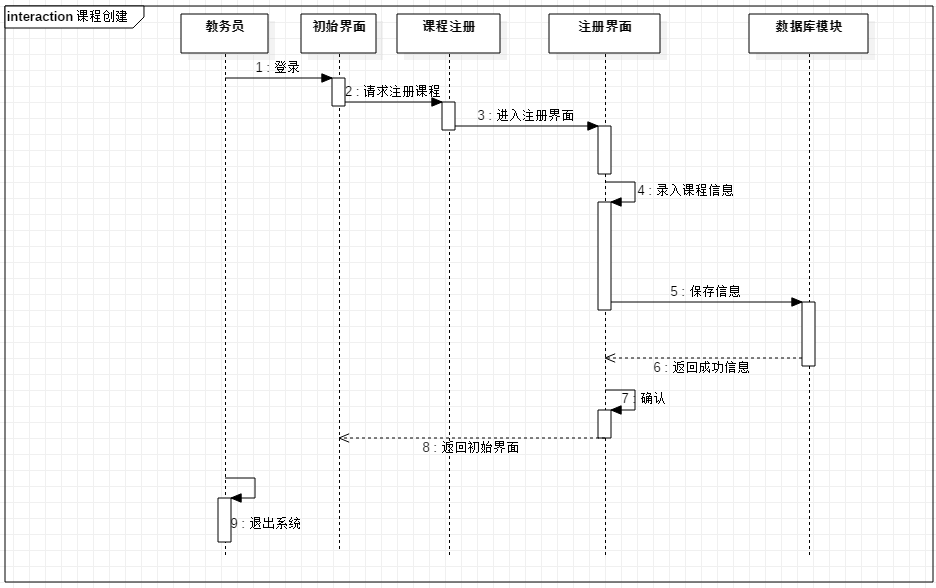 interaction 课程创建
教务员
初始界面
课程注册
注册界面
数据库模块
1 : 登录
2 : 请求注册课程
3 : 进入注册界面
4 : 录入课程信息
5 : 保存信息
6 : 返回成功信息
7 : 确认
8 : 返回初始界面
9 : 退出系统